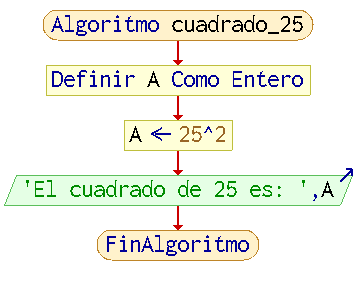 Algoritmo cuadrado_25
Definir A Como Entero
A ← 25^2
'El cuadrado de 25 es: ',A
FinAlgoritmo